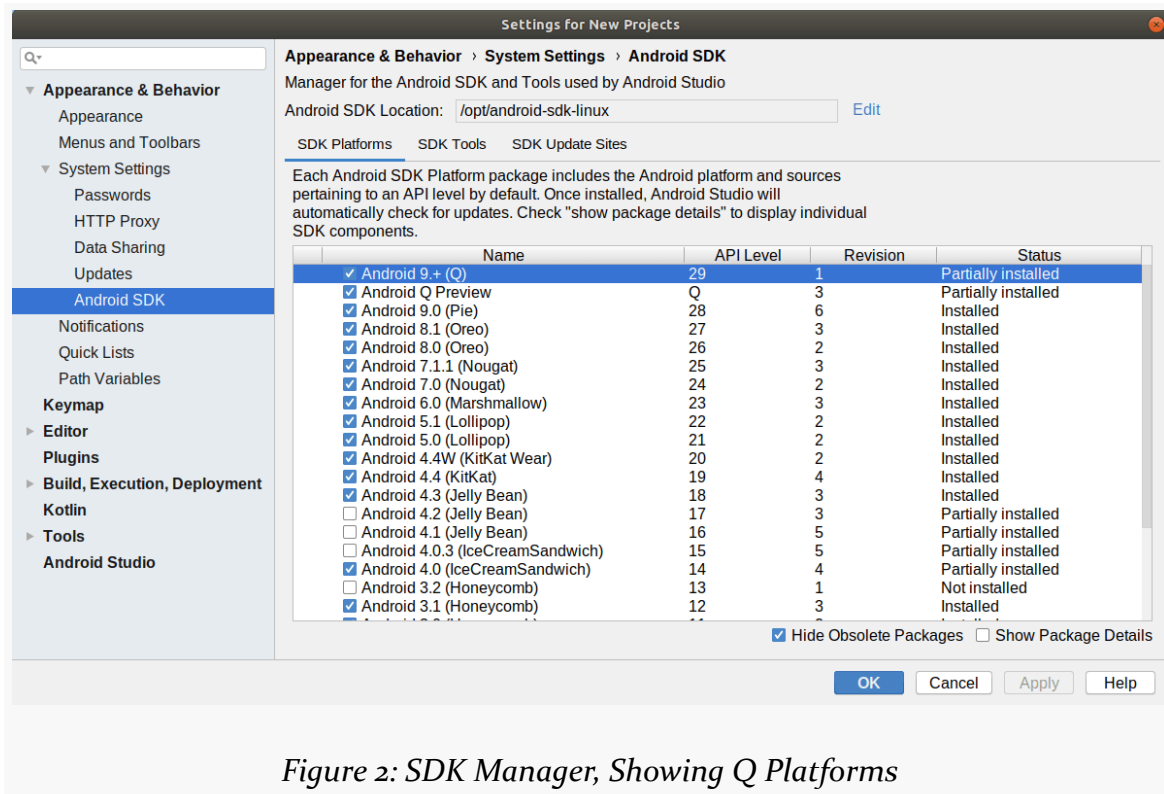 Settings for New Projects
Appearance & Behavior
Appearance
Menus and Toolbars
System Settings
Passwords
HTTP Proxy
Data Sharing
Updates
Android SDK
Notifications
Quick Lists
Path Variables
Keymap
Editor
Plugins
Build, Execution, Deployment
Kotlin
Tools
Android Studio
Appearance & Behavior › System Settings › Android SDK
Manager for the Android SDK and Tools used by Android Studio
Android SDK Location: /opt/android-sdk-linux Edit
SDK Platforms SDK Tools SDK Update Sites
Each Android SDK Platform package includes the Android platform and sources
pertaining to an API level by default. Once installed, Android Studio will
automatically check for updates. Check "show package details" to display individual
SDK components.
Name API Level Revision Status
Android 9.+ (Q) 29 1 Partially installed
Android Q Preview Q 3 Partially installed
Android 9.0 (Pie) 28 6 Installed
Android 8.1 (Oreo) 27 3 Installed
Android 8.0 (Oreo) 26 2 Installed
Android 7.1.1 (Nougat) 25 3 Installed
Android 7.0 (Nougat) 24 2 Installed
Android 6.0 (Marshmallow) 23 3 Installed
Android 5.1 (Lollipop) 22 2 Installed
Android 5.0 (Lollipop) 21 2 Installed
Android 4.4W (KitKat Wear) 20 2 Installed
Android 4.4 (KitKat) 19 4 Installed
Android 4.3 (Jelly Bean) 18 3 Installed
Android 4.2 (Jelly Bean) 17 3 Partially installed
Android 4.1 (Jelly Bean) 16 5 Partially installed
Android 4.0.3 (IceCreamSandwich) 15 5 Partially installed
Android 4.0 (IceCreamSandwich) 14 4 Partially installed
Android 3.2 (Honeycomb) 13 1 Not installed
Android 3.1 (Honeycomb) 12 3 Installed
Hide Obsolete Packages Show Package Details
OK Cancel Apply Help
Figure 2: SDK Manager, Showing Q Platforms